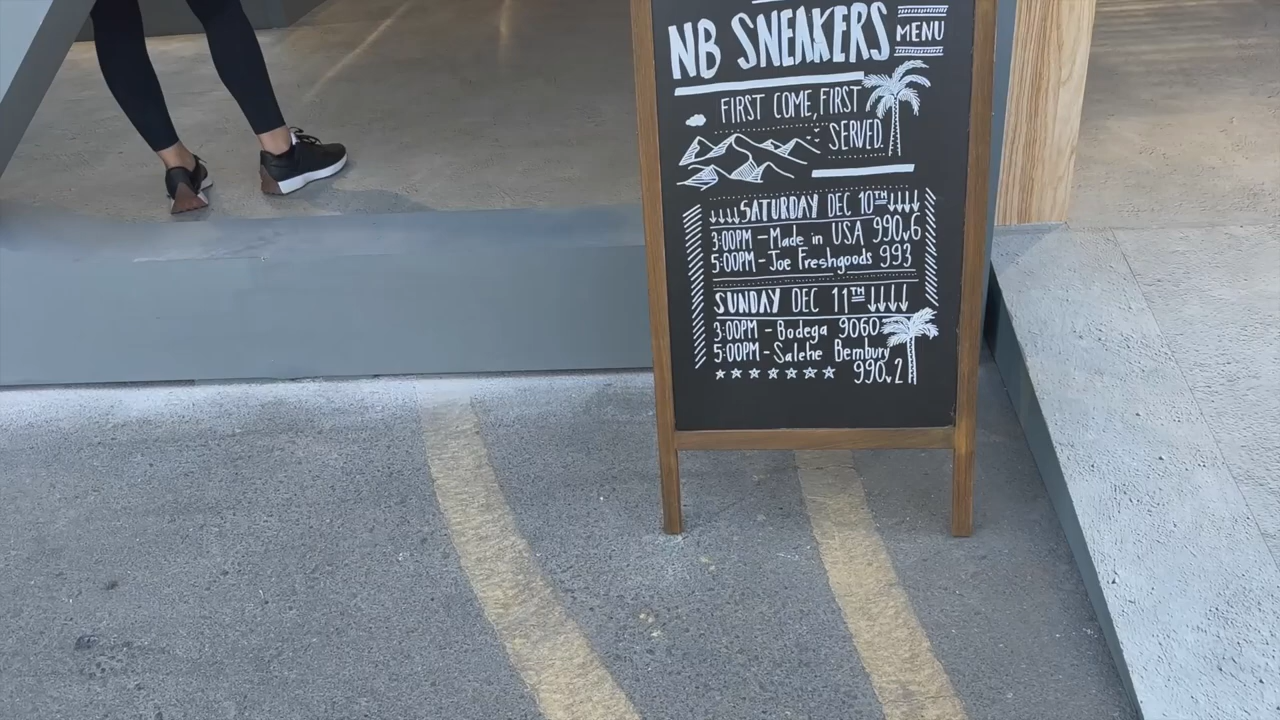 NB SNEAKERS MENU
FIRST COME, FIRST
SERVED.
SATURDAY DEC 10TH
3:00PM - Made in USA 990v6
5:00PM - Joe Freshgoods 993
SUNDAY DEC 11TH
3:00PM - Bodega 9060
5:00PM - Salehe Bembury
990v2